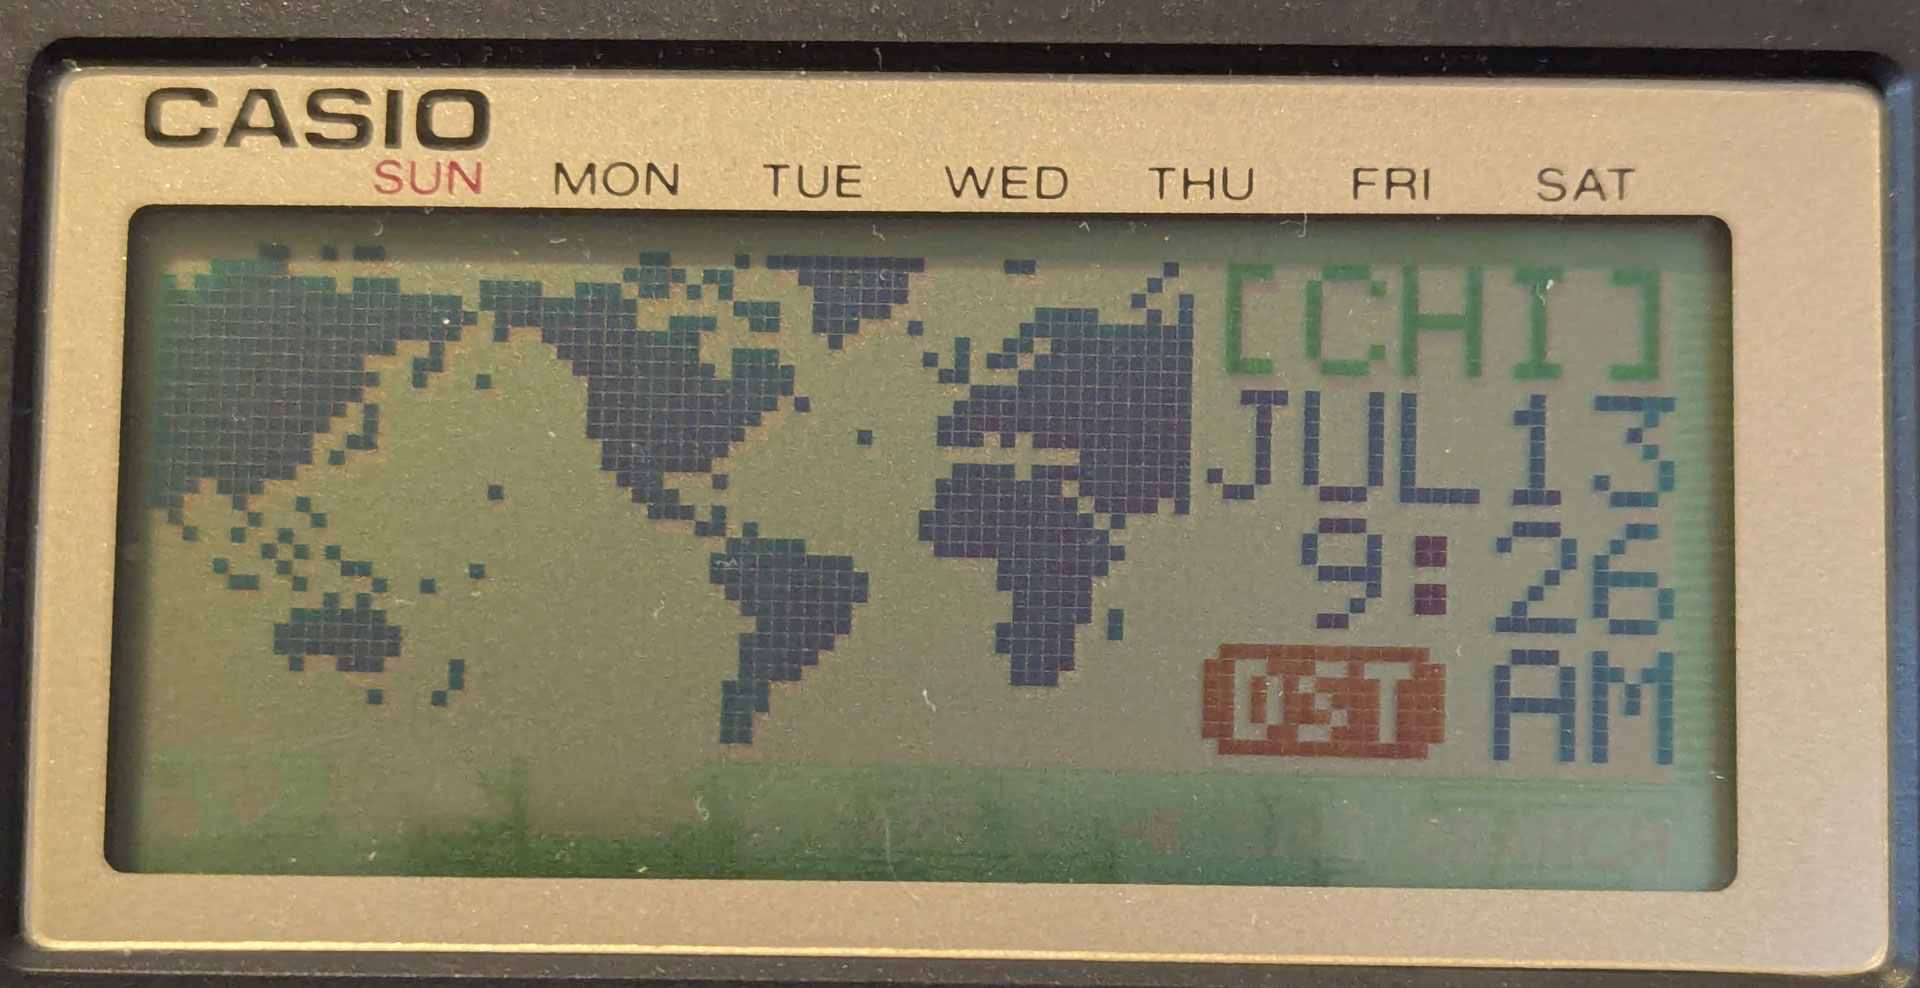 CASIO
SUN MON TUE WED THU FRI SAT
[CHI]
JUL 13
9:26
DST AM